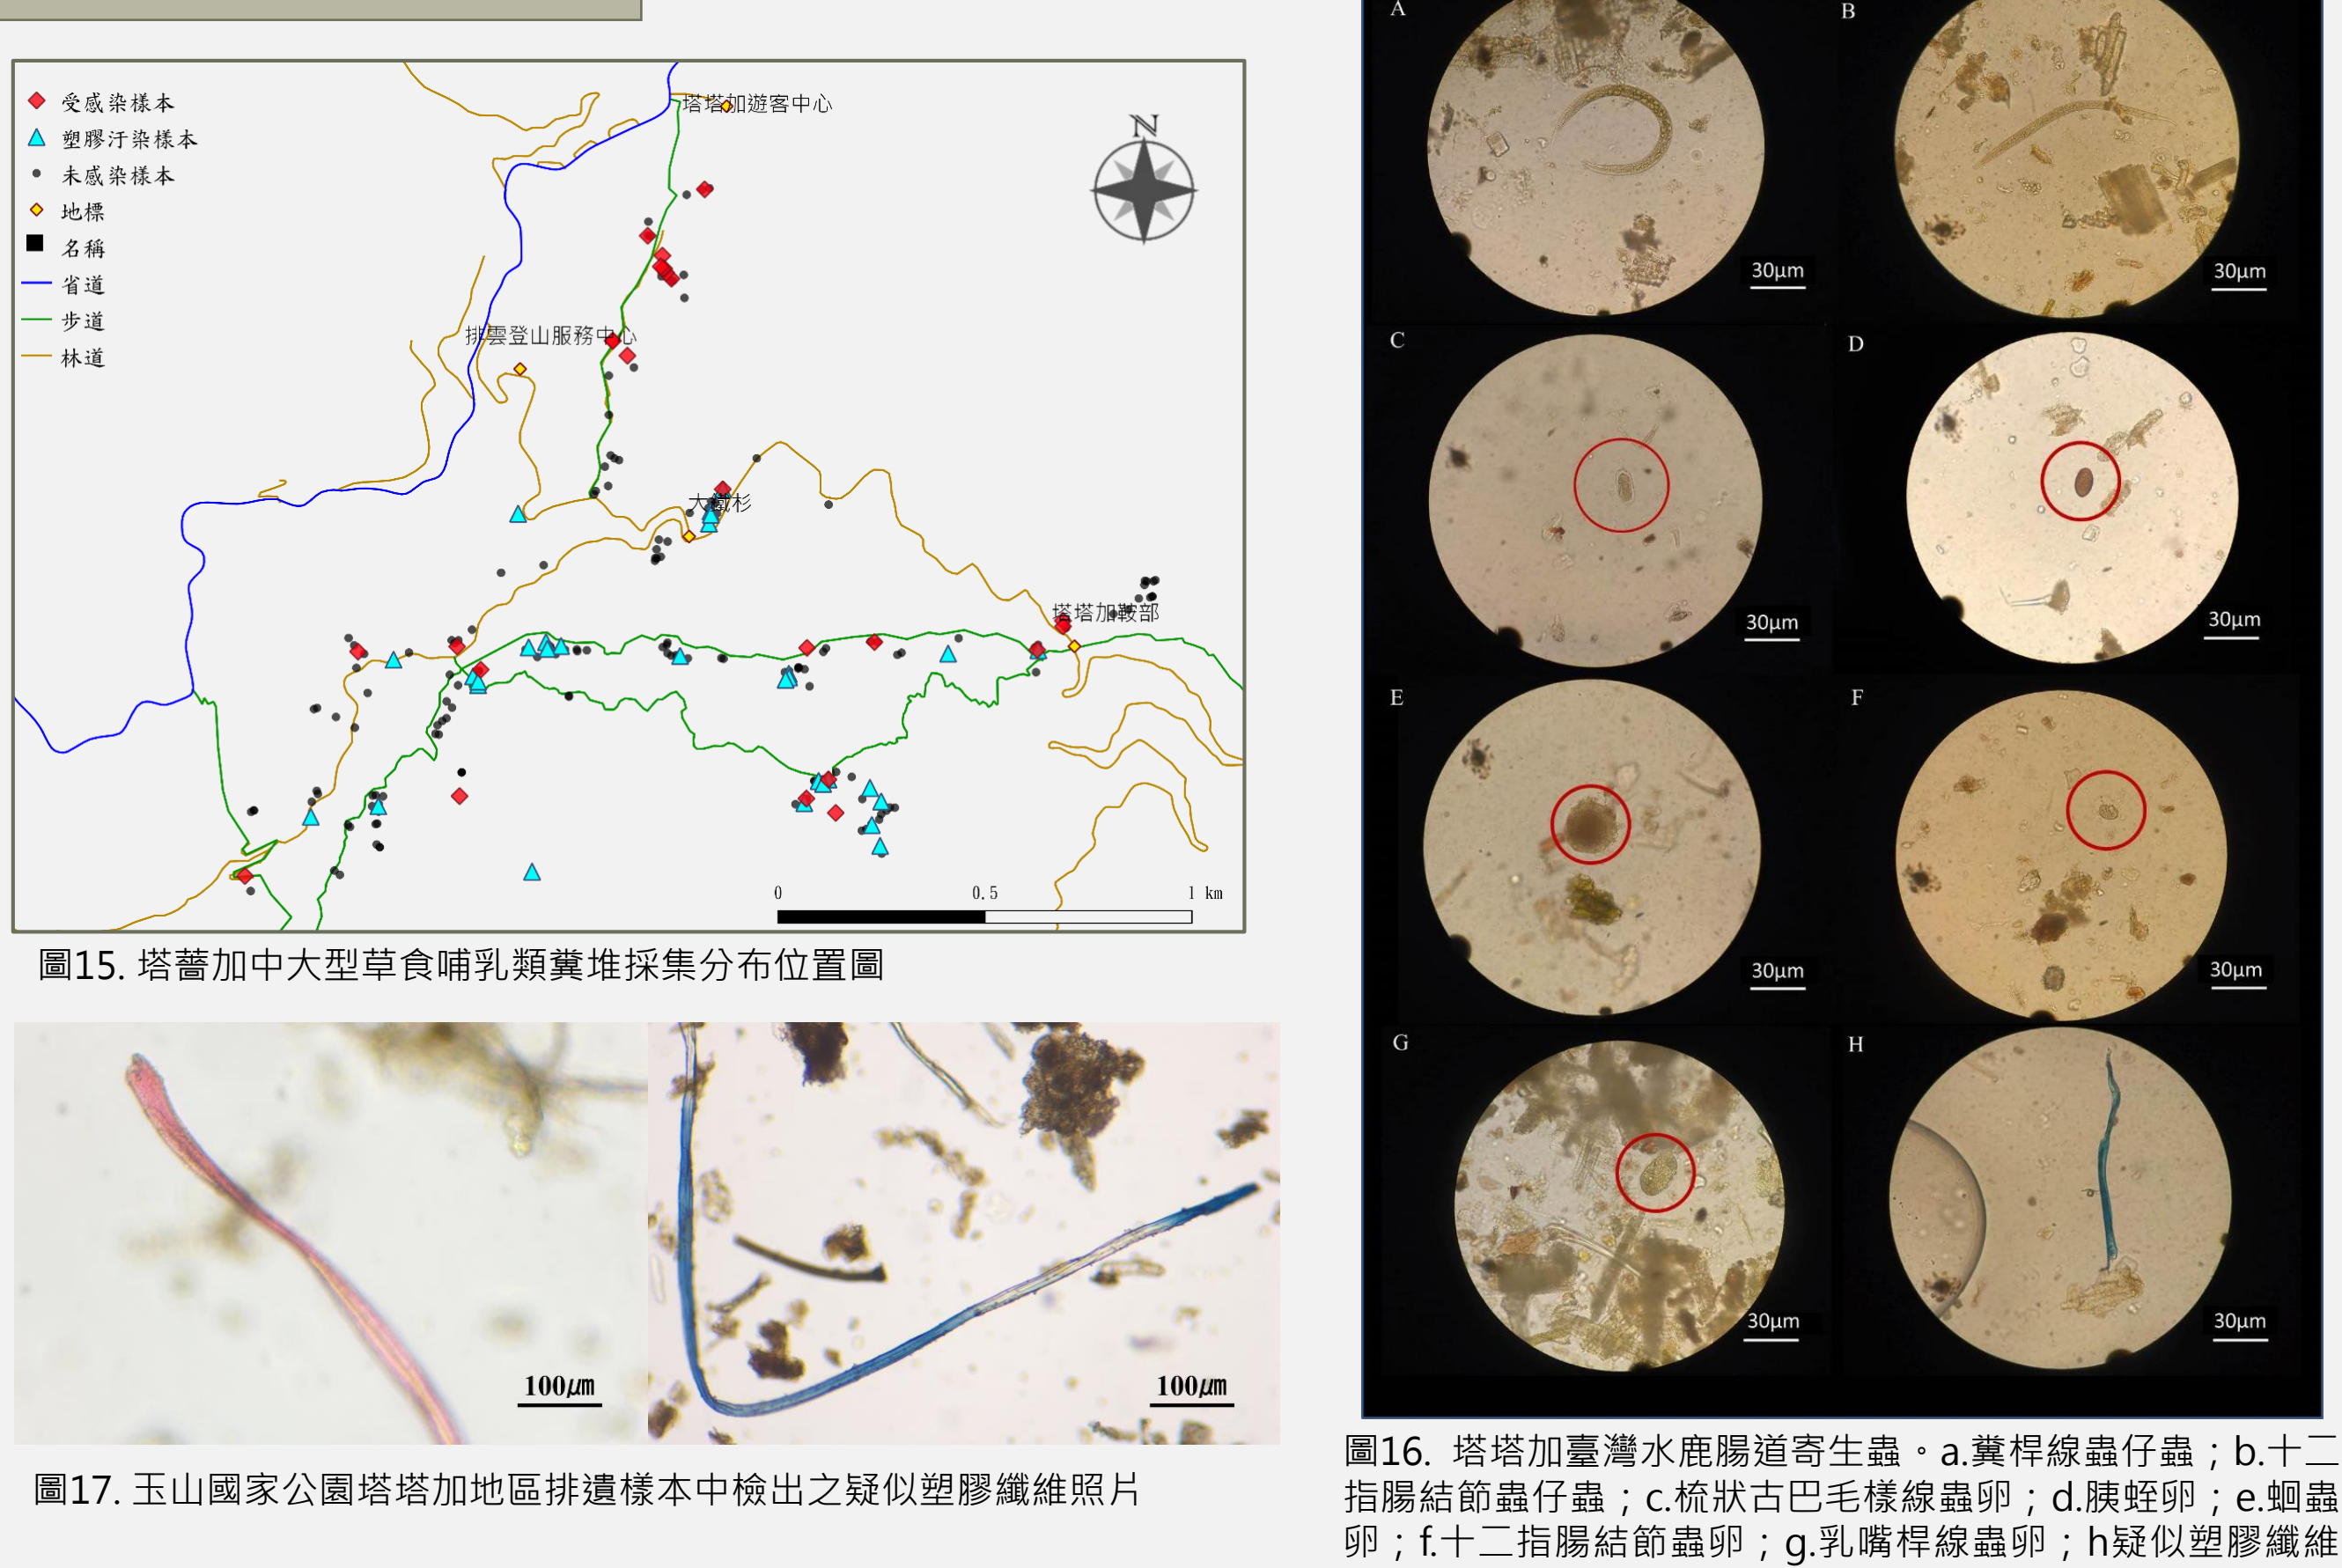 受感染樣本
塑膠汙染樣本
未感染樣本
地標
名稱
省道
步道
林道
塔塔加遊客中心
N
排雲登山服務中心
大鐵杉
塔塔加鞍部
0 0.5 1 km
圖15. 塔薔加中大型草食哺乳類糞堆採集分布位置圖
100μm
100μm
圖17. 玉山國家公園塔塔加地區排遺樣本中檢出之疑似塑膠纖維照片
A
30μm
B
30μm
C
30μm
D
30μm
E
30μm
F
30μm
G
30μm
H
30μm
圖16. 塔塔加臺灣水鹿腸道寄生蟲。a.糞桿線蟲仔蟲；b.十二
指腸結節蟲仔蟲；c.梳狀古巴毛樣線蟲卵；d.胰蛭卵；e.蛔蟲
卵；f.十二指腸結節蟲卵；g.乳嘴桿線蟲卵；h疑似塑膠纖維